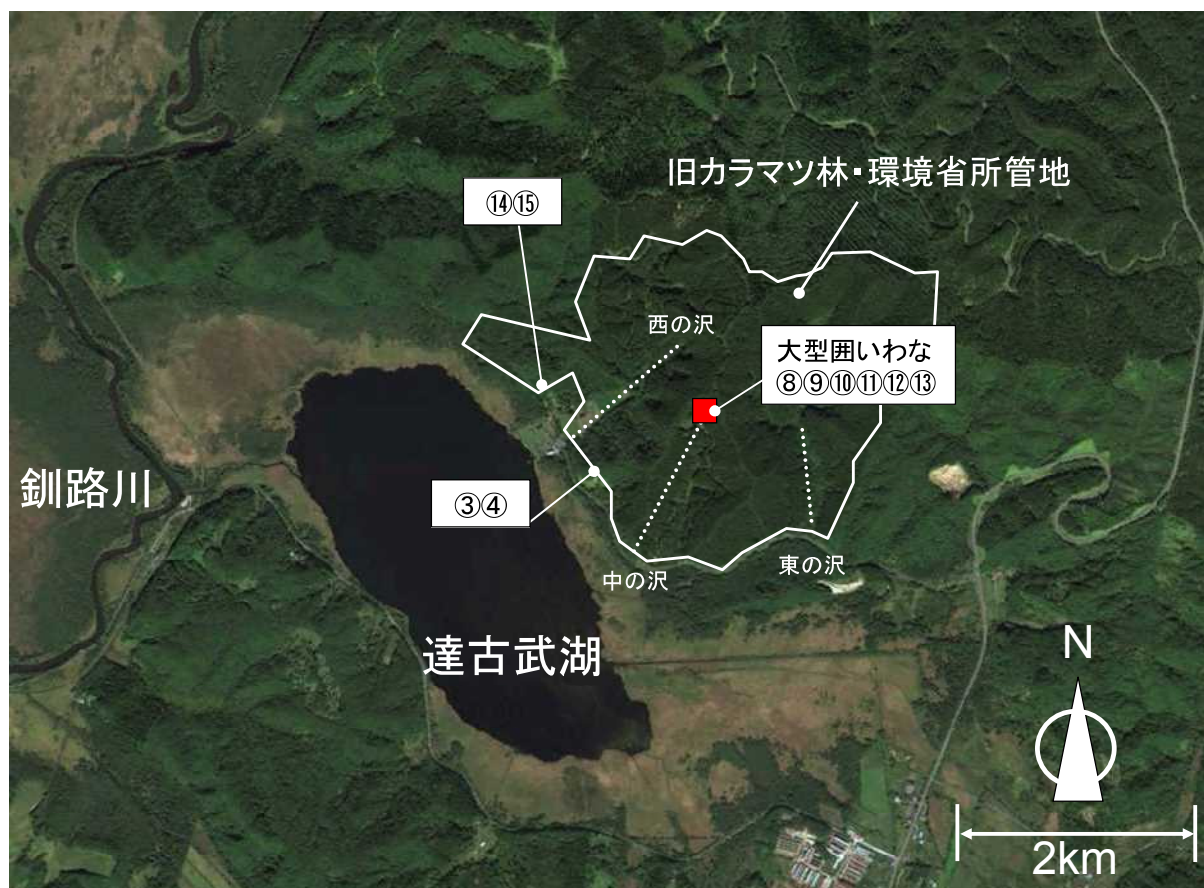 旧カラマツ林・環境省所管地
⑭⑮
西の沢
大型囲いわな
⑧⑨⑩⑪⑫⑬
釧路川
③④
中の沢
東の沢
達古武湖
N
2km